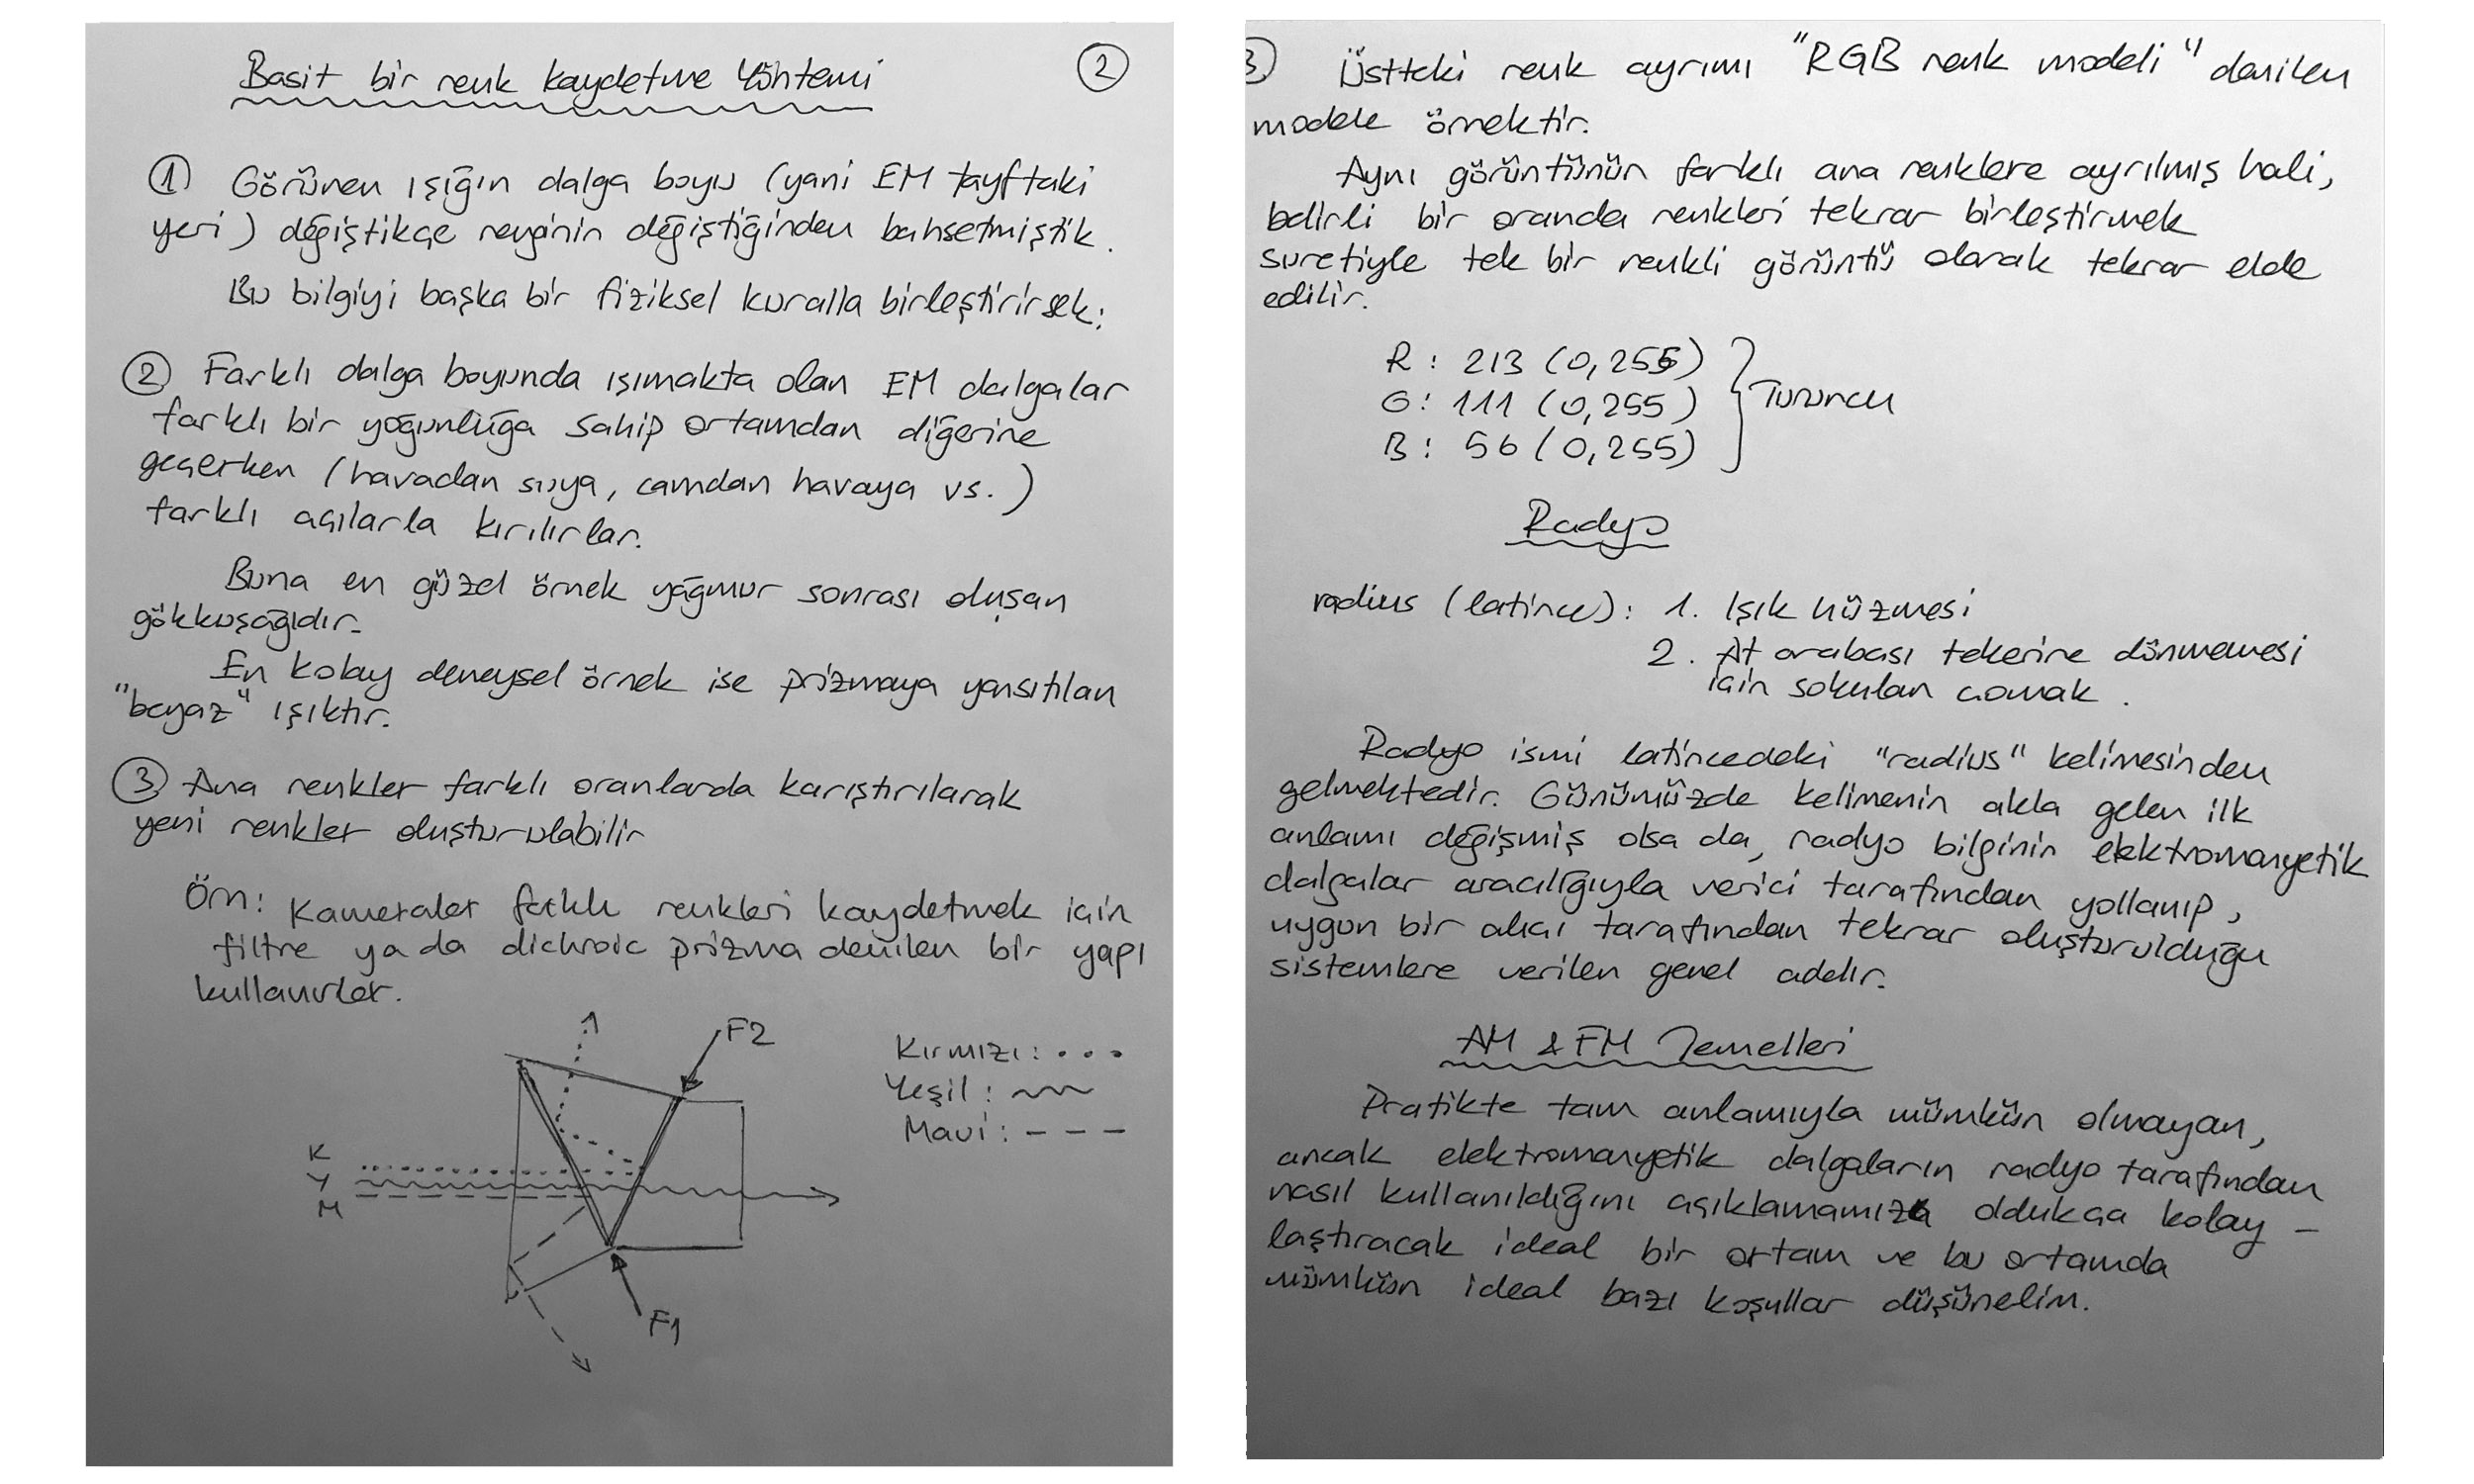 Basit bir renk kaydetme Yöntemi
2
1 Görünen ışığın dalga boyu (yani EM tayftaki
yeri) değiştikçe renginin değiştiğinden bahsetmiştik.
Bu bilgiyi başka bir fiziksel kuralla birleştirirsek:
2 Farklı dalga boyunda ışımakta olan EM dalgalar
farklı bir yoğunluğa sahip ortamdan diğerine
geçerken (havadan suya, camdan havaya vs.)
farklı açılarla kırılırlar.
Buna en güzel örnek yağmur sonrası oluşan
gökkuşağıdır.
En kolay deneysel örnek ise prizmaya yansıtılan
"beyaz" ışıktır.
3 Ana renkler farklı oranlarda karıştırılarak
yeni renkler oluşturulabilir
Örn: Kameralar farklı renkleri kaydetmek için
filtre ya da dichroic prizma denilen bir yapı
kullanırlar.
F2
Kırmızı: . . .
Yeşil:
Mavi: - - -
K
Y
M
F1
3) Üstteki renk ayrımı "RGB renk modeli" denilen
modele örnektir.
Aynı görüntünün farklı ana renklere ayrılmış hali,
belirli bir oranda renkleri tekrar birleştirmek
suretiyle tek bir renkli görüntü olarak tekrar elde
edilir.
R: 213 (0,255)
G: 111 (0,255)
B: 56 (0,255)
Turuncu
Radyo
radius (latince): 1. Işık hüzmesi
2. At arabası tekerine dönmemesi
için sokulan çomak.
Radyo ismi latincedeki "radius" kelimesinden
gelmektedir. Günümüzde kelimenin akla gelen ilk
anlamı değişmiş olsa da, radyo bilginin elektromanyetik
dalgalar aracılığıyla verici tarafından yollanıp,
uygun bir alıcı tarafından tekrar oluşturulduğu
sistemlere verilen genel addır.
AM & FM Temelleri
Pratikte tam anlamıyla mümkün olmayan,
ancak elektromanyetik dalgaların radyo tarafından
nasıl kullanıldığını açıklamamıza oldukça kolay-
laştıracak ideal bir ortam ve bu ortamda
mümkün ideal bazı koşullar düşünelim.